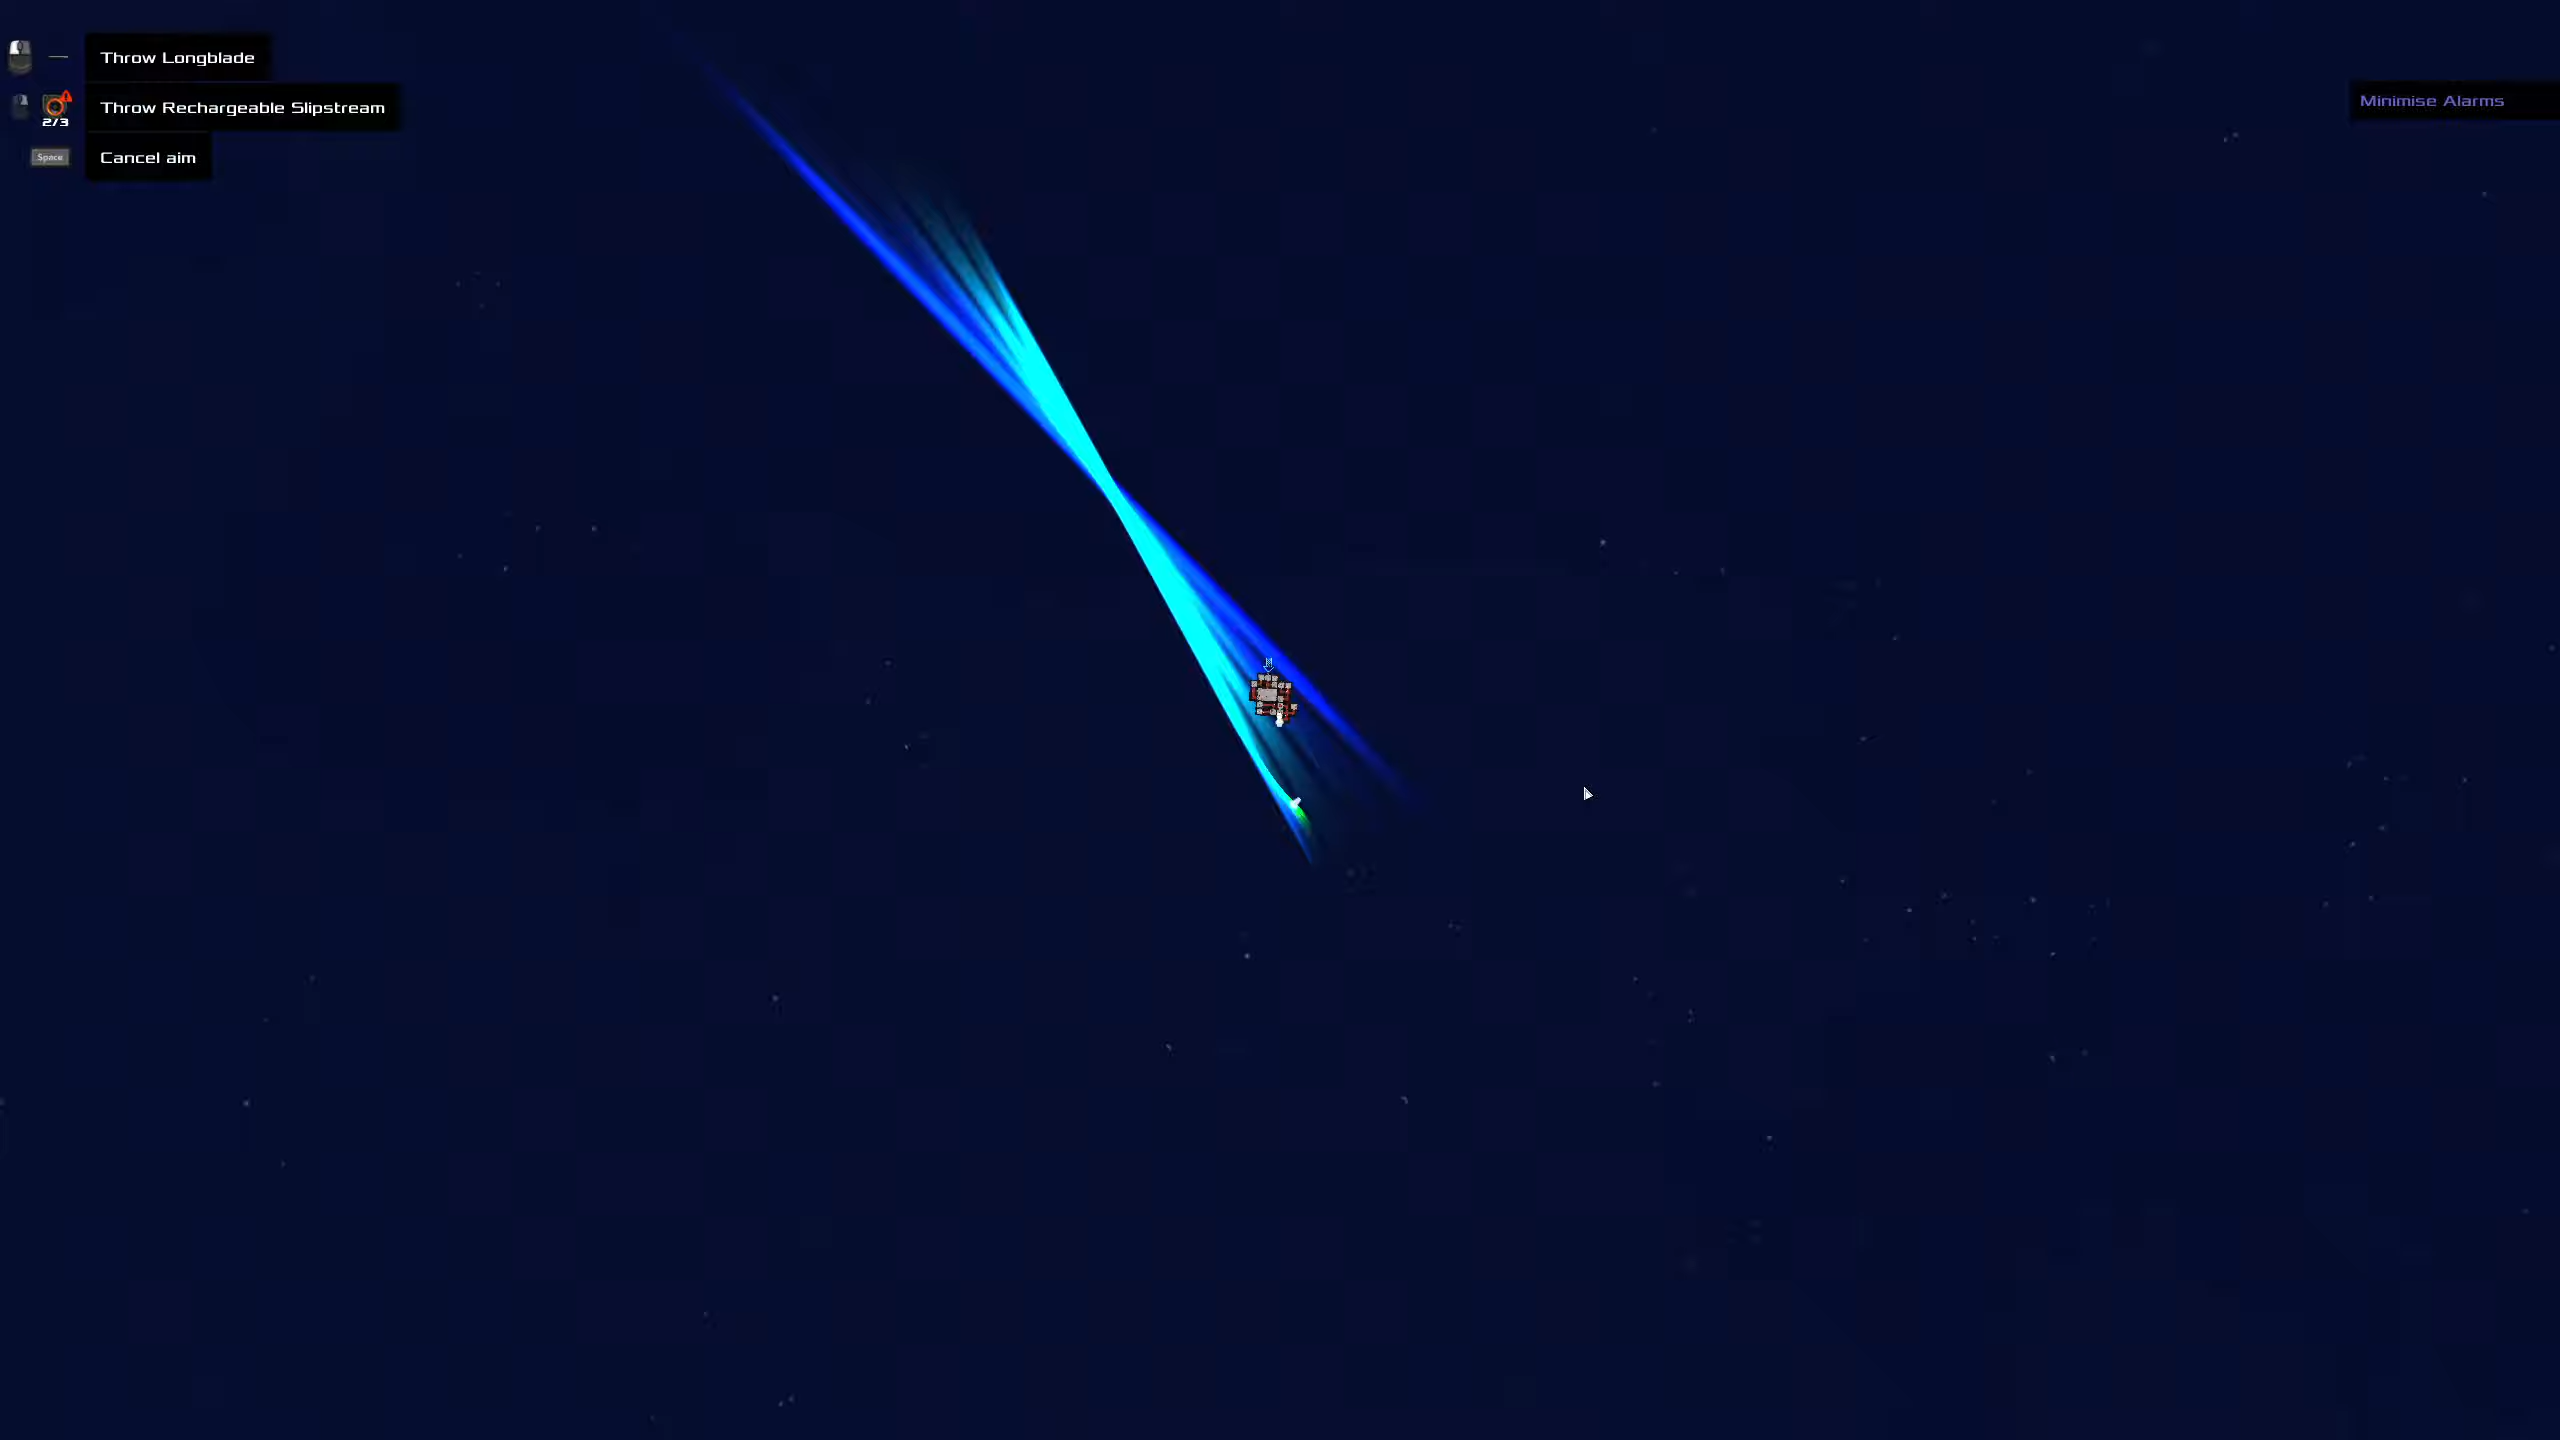 Throw Longblade
Throw Rechargeable Slipstream
2/3
Space
Cancel aim
Minimise Alarms